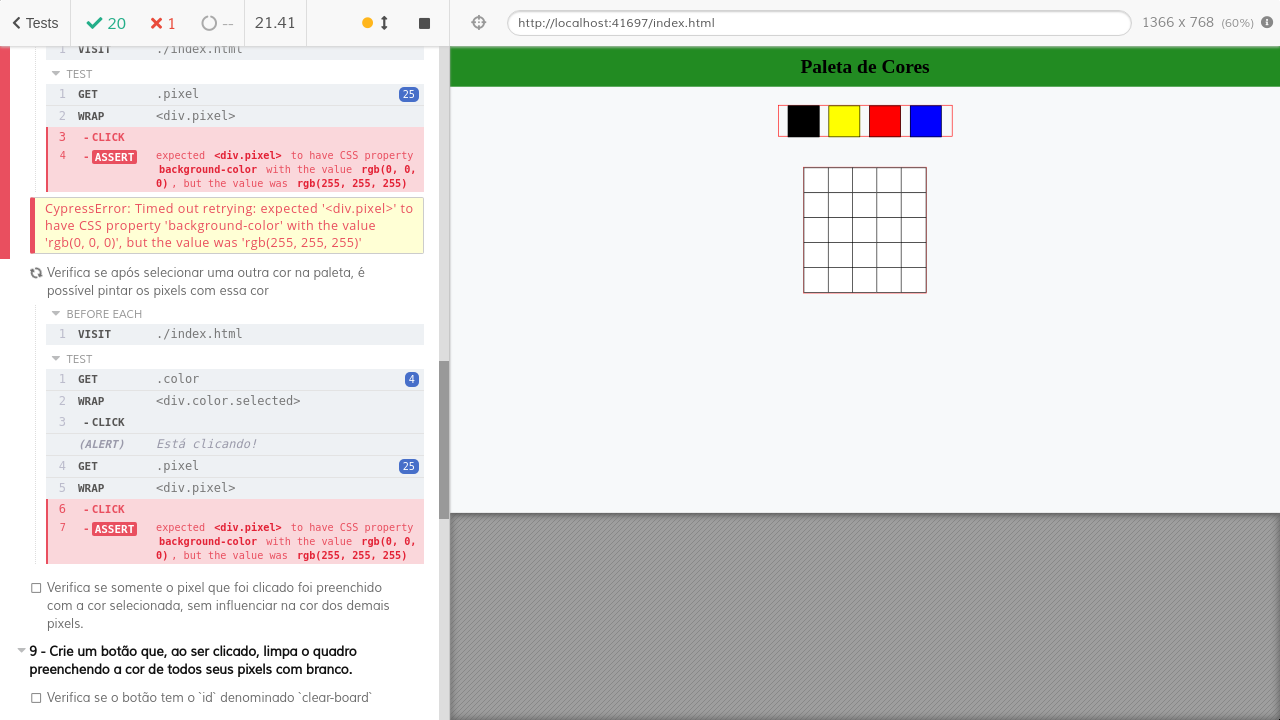 Tests
20
1
--
21.41
http://localhost:41697/index.html
1366 x 768 (60%)
1 VISIT ./index.html
TEST
1 GET .pixel 25
2 WRAP <div.pixel>
3 -CLICK
4 -ASSERT expected <div.pixel> to have CSS property
background-color with the value rgb(0, 0,
0), but the value was rgb(255, 255, 255)
CypressError: Timed out retrying: expected '<div.pixel>' to
have CSS property 'background-color' with the value
'rgb(0, 0, 0)', but the value was 'rgb(255, 255, 255)'
Verifica se após selecionar uma outra cor na paleta, é
possível pintar os pixels com essa cor
BEFORE EACH
1 VISIT ./index.html
TEST
1 GET .color 4
2 WRAP <div.color.selected>
3 -CLICK
(ALERT) Está clicando!
4 GET .pixel 25
5 WRAP <div.pixel>
6 -CLICK
7 -ASSERT expected <div.pixel> to have CSS property
background-color with the value rgb(0, 0,
0), but the value was rgb(255, 255, 255)
Verifica se somente o pixel que foi clicado foi preenchido
com a cor selecionada, sem influenciar na cor dos demais
pixels.
9 - Crie um botão que, ao ser clicado, limpa o quadro
preenchendo a cor de todos seus pixels com branco.
Verifica se o botão tem o `id` denominado `clear-board`
Paleta de Cores